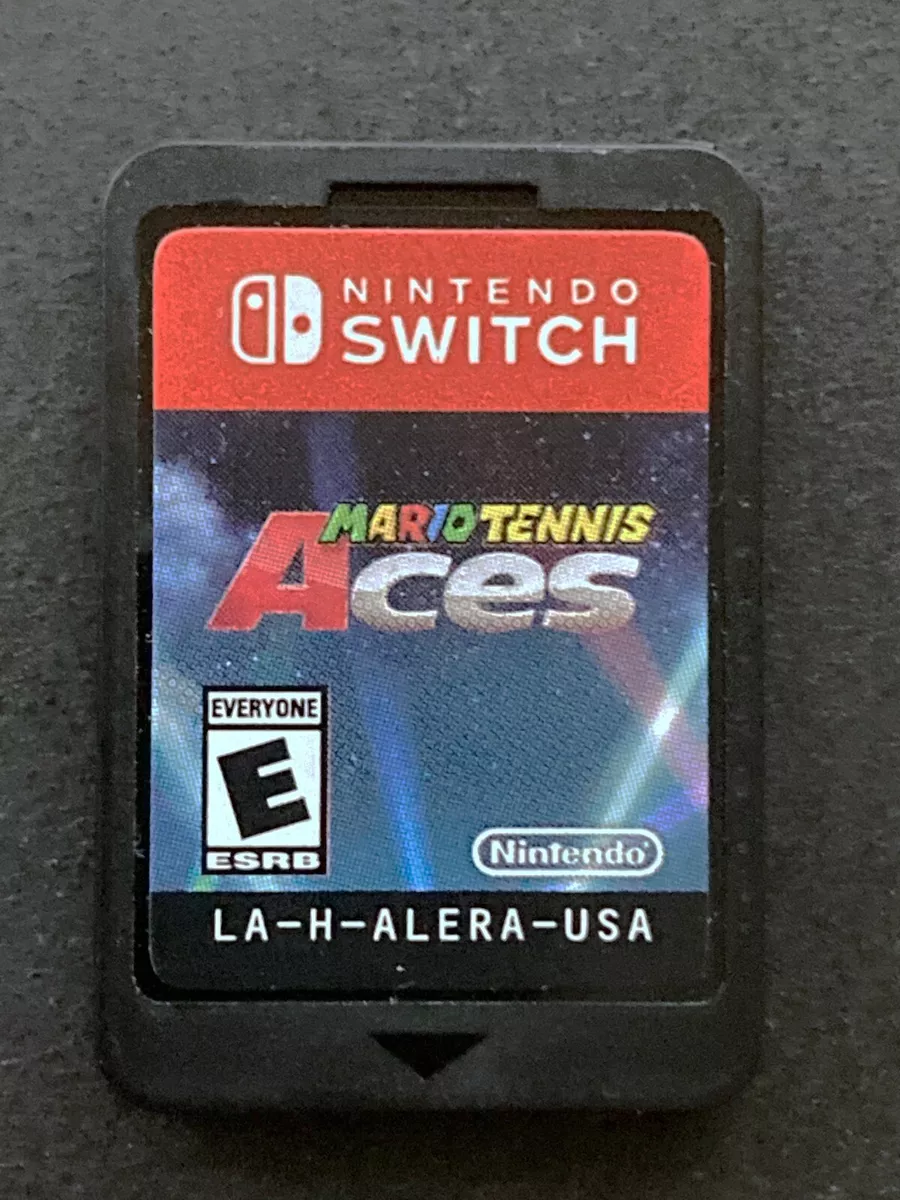 NINTENDO
SWITCH
MARIO TENNIS
Aces
EVERYONE
E
ESRB
Nintendo
LA-H-ALERA-USA